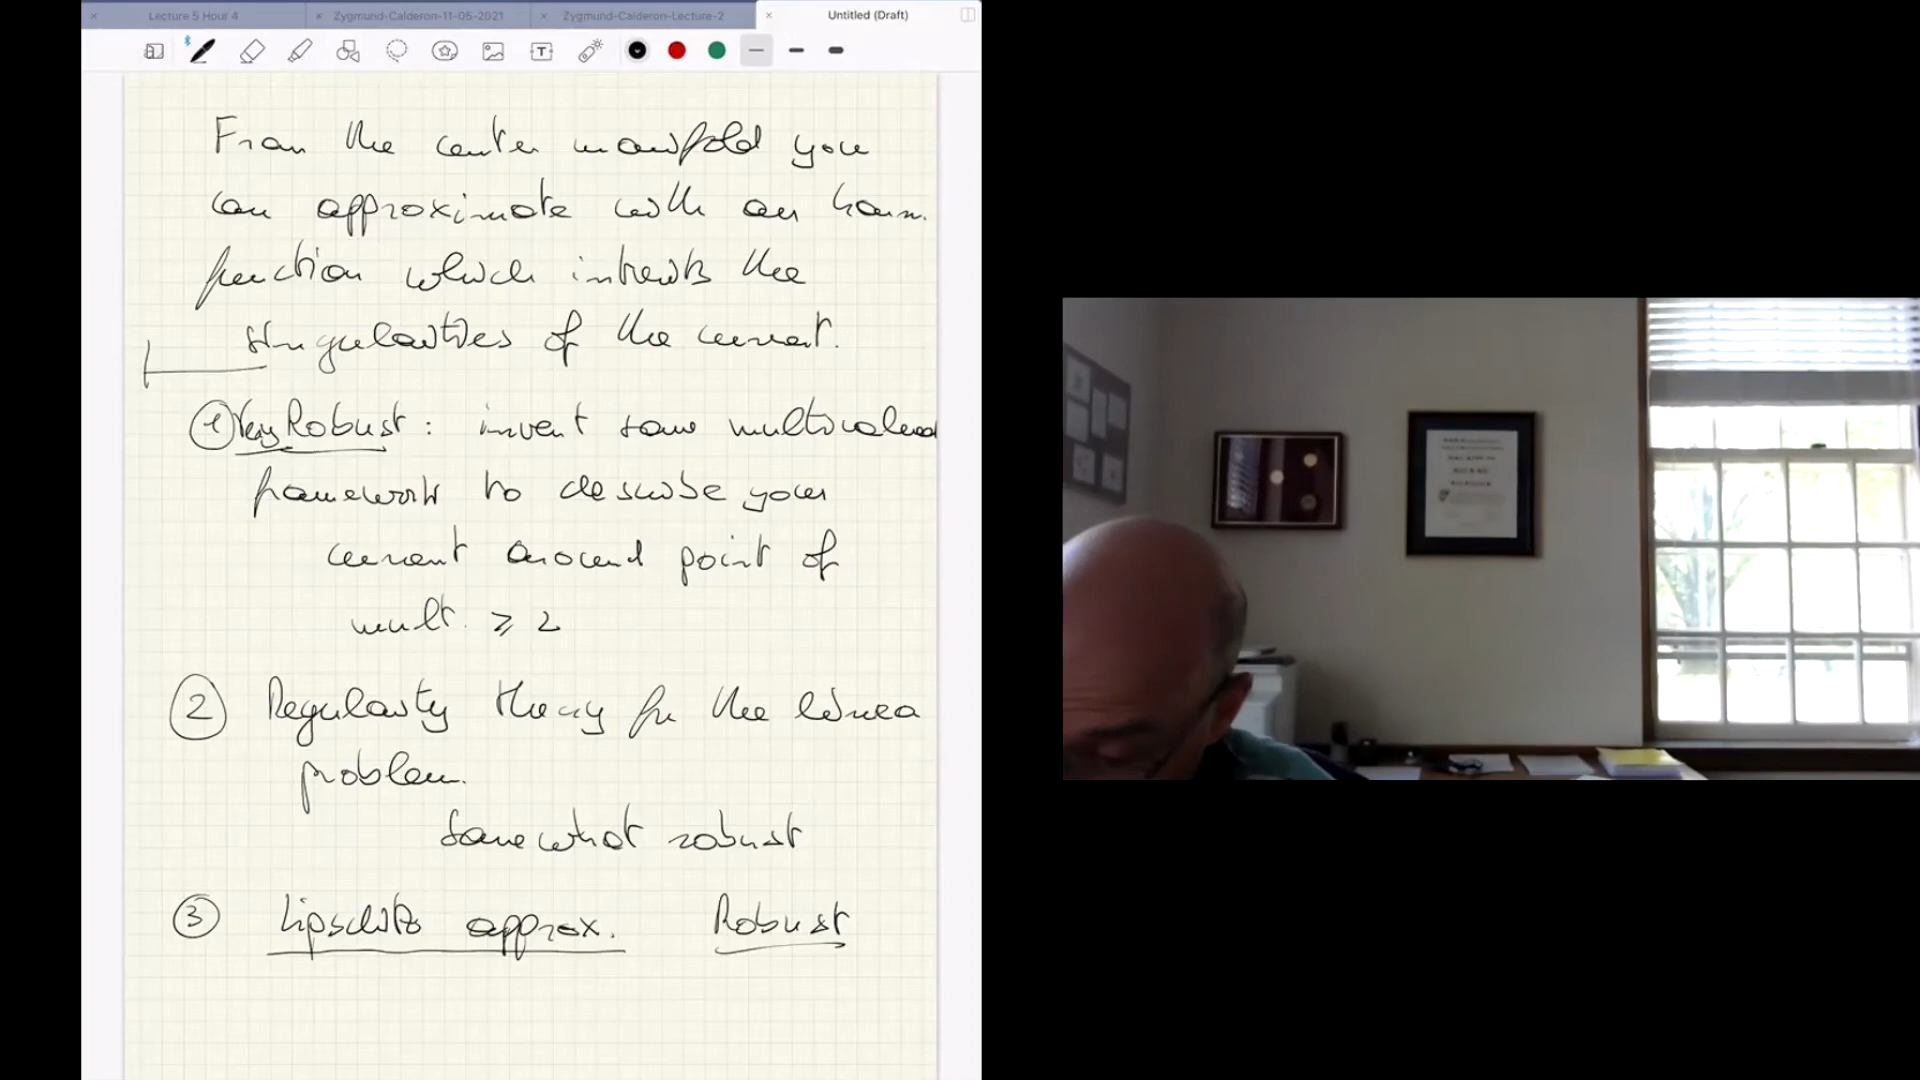 Lecture 5 Hour 4
Zygmund-Calderon-11-05-2021
Zygmund-Calderon-Lecture-2
Untitled (Draft)
From the center manifold you
can approximate with an harm.
function which inherits the
singularities of the current.
① Very Robust : invent some multivalued
framework to describe your
current around point of
mult. ≥ 2
② Regularity theory for the linear
problem.
somewhat robust
③ Lipschitz approx. Robust